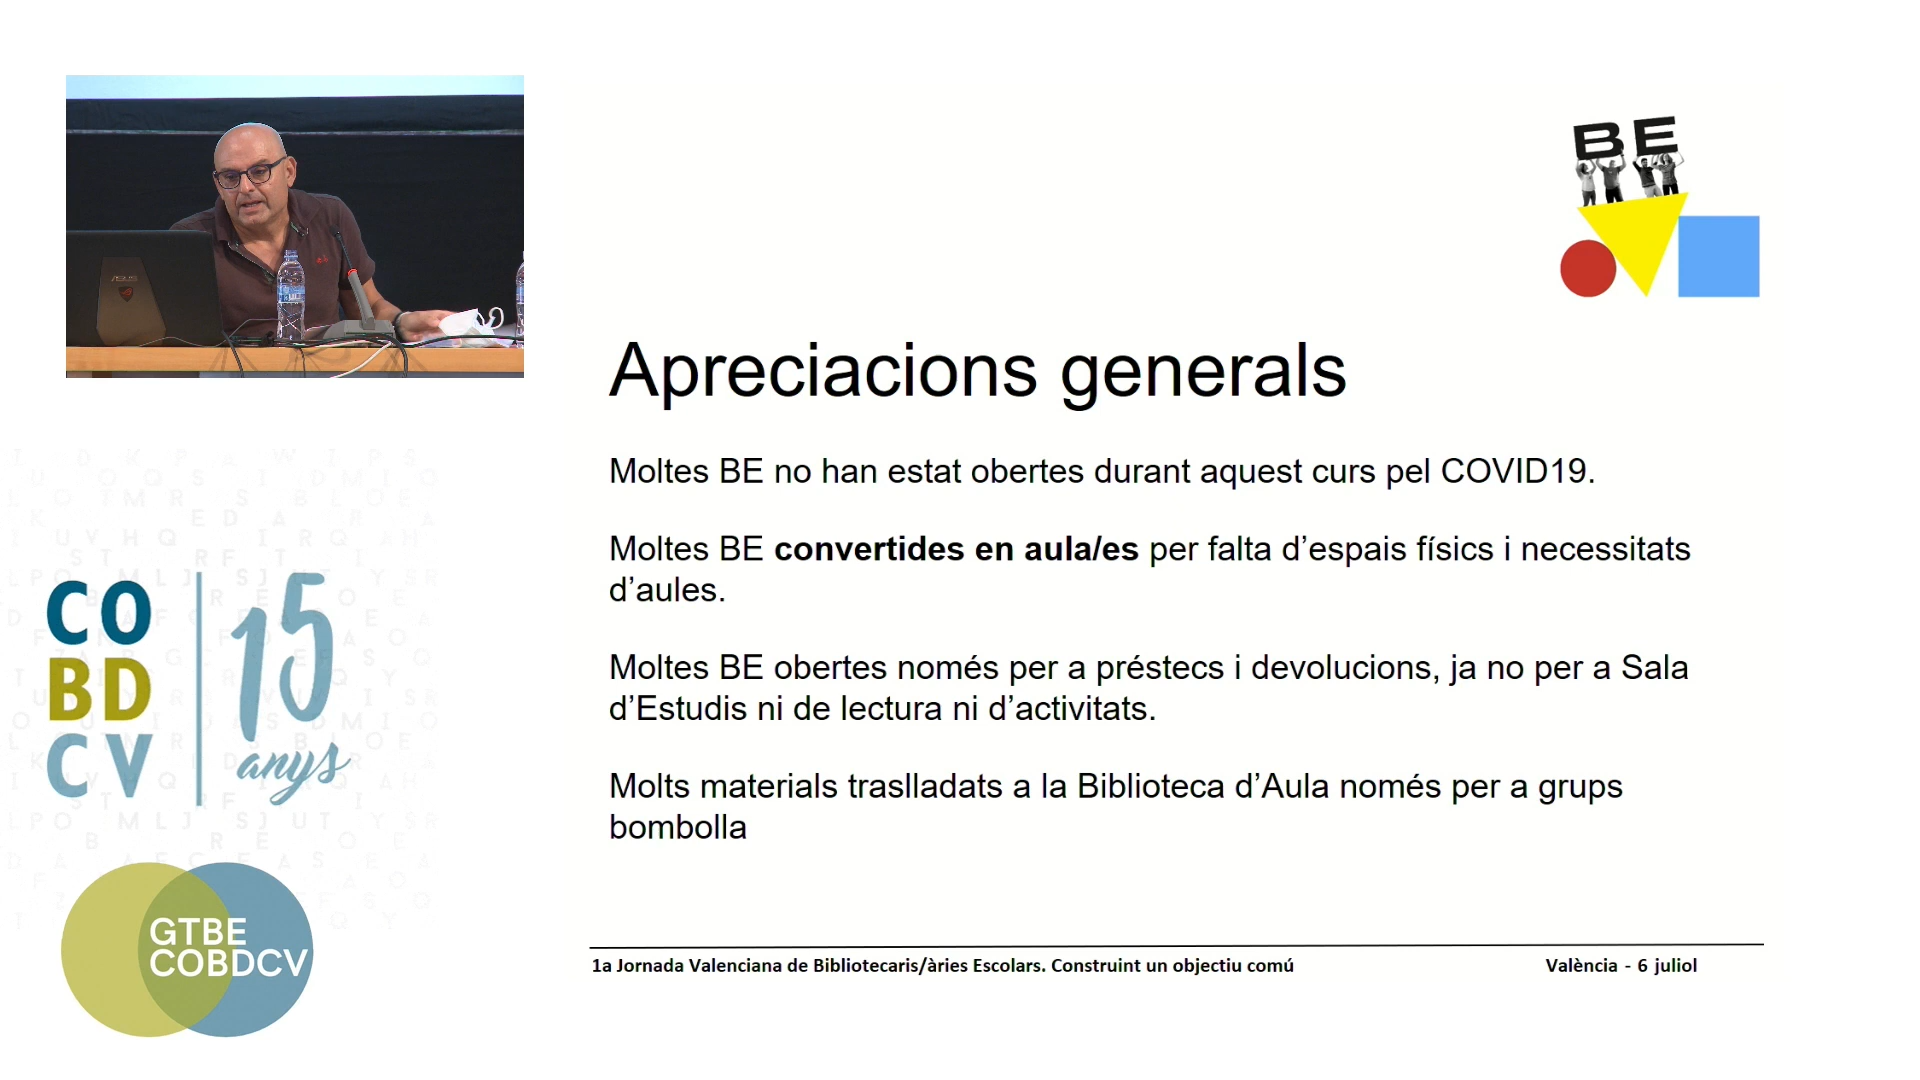 BE
Apreciacions generals
Moltes BE no han estat obertes durant aquest curs pel COVID19.
Moltes BE convertides en aula/es per falta d’espais físics i necessitats
d’aules.
Moltes BE obertes només per a préstecs i devolucions, ja no per a Sala
d’Estudis ni de lectura ni d’activitats.
Molts materials traslladats a la Biblioteca d’Aula només per a grups
bombolla
1a Jornada Valenciana de Bibliotecaris/àries Escolars. Construint un objectiu comú
València - 6 juliol
CO
BD
CV
15
anys
GTBE
COBDCV
ASUS